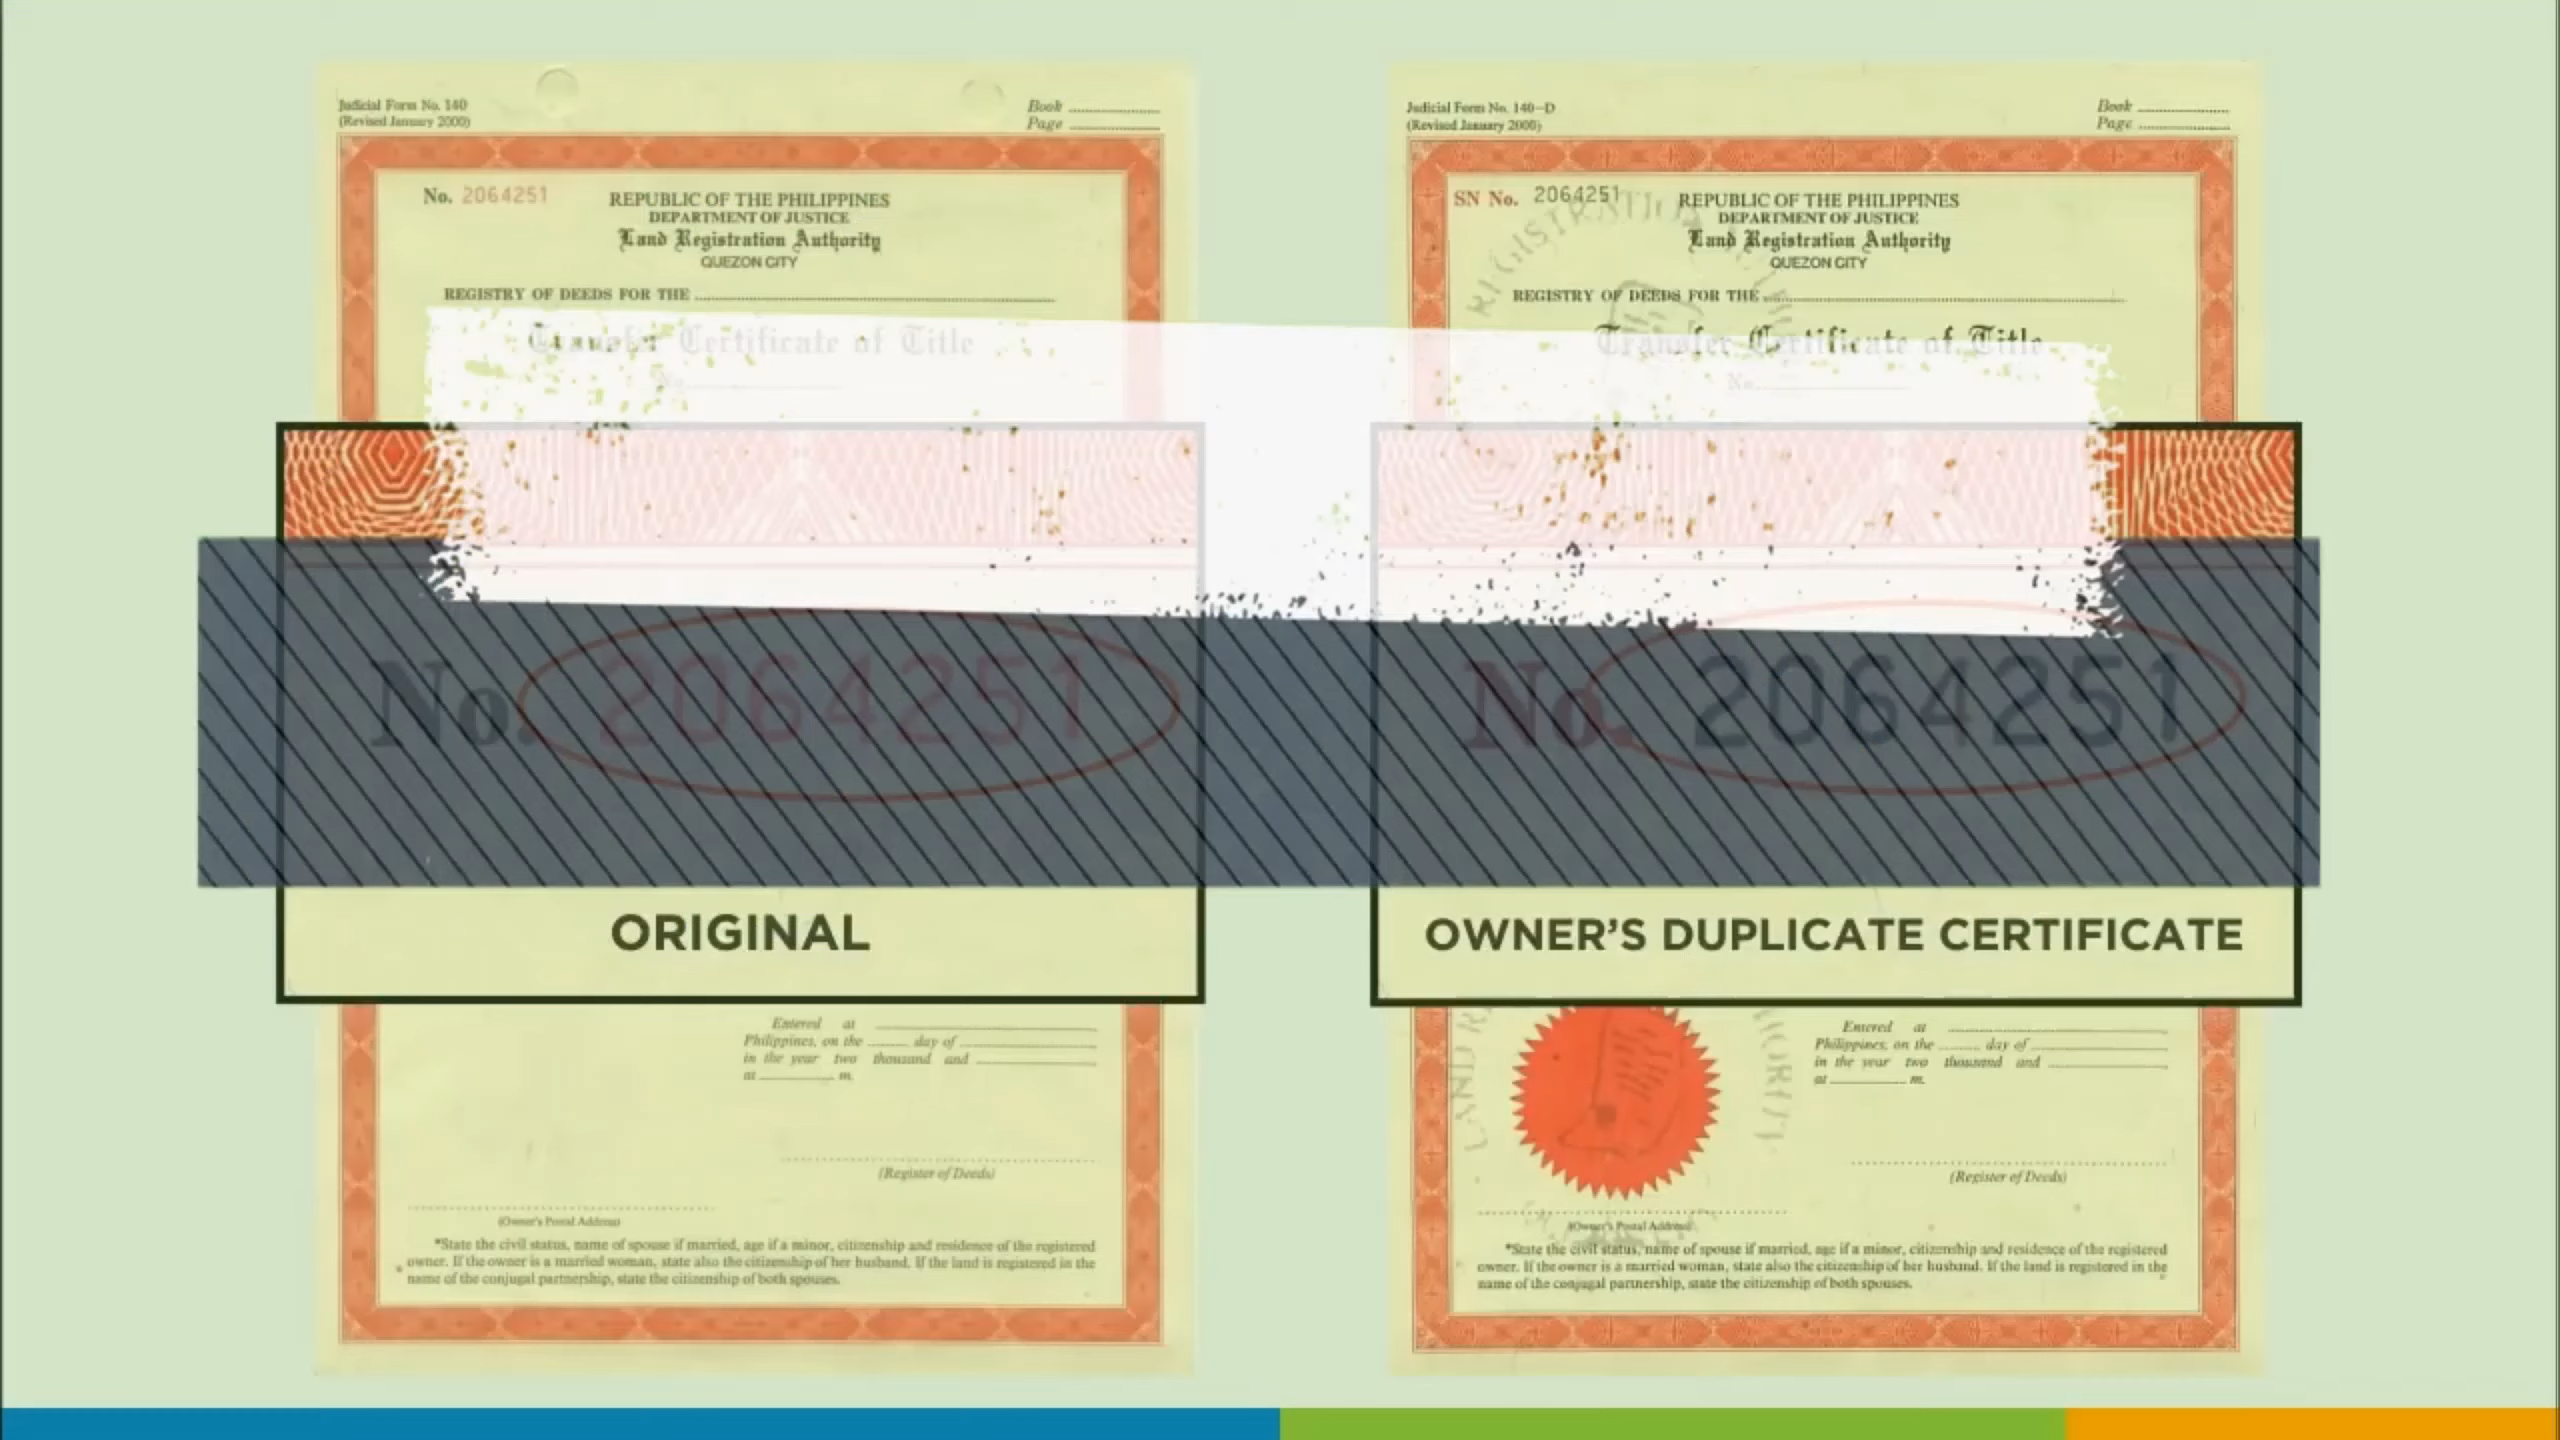 Judicial Form No. 140
(Revised January 2000)
Book
Page
No. 2064251
REPUBLIC OF THE PHILIPPINES
DEPARTMENT OF JUSTICE
Land Registration Authority
QUEZON CITY
REGISTRY OF DEEDS FOR THE
Transfer Certificate of Title
No.
No. 2064251
ORIGINAL
Entered at
Philippines, on the day of
in the year two thousand and
at m.
(Register of Deeds)
(Owner's Postal Address)
*State the civil status, name of spouse if married, age if a minor, citizenship and residence of the registered
owner. If the owner is a married woman, state also the citizenship of her husband. If the land is registered in the
name of the conjugal partnership, state the citizenship of both spouses.
Judicial Form No. 140-D
(Revised January 2000)
Book
Page
SN No. 2064251
REPUBLIC OF THE PHILIPPINES
DEPARTMENT OF JUSTICE
Land Registration Authority
QUEZON CITY
REGISTRY OF DEEDS FOR THE
Transfer Certificate of Title
No.
No. 2064251
OWNER'S DUPLICATE CERTIFICATE
Entered at
Philippines, on the day of
in the year two thousand and
at m.
(Register of Deeds)
(Owner's Postal Address)
*State the civil status, name of spouse if married, age if a minor, citizenship and residence of the registered
owner. If the owner is a married woman, state also the citizenship of her husband. If the land is registered in the
name of the conjugal partnership, state the citizenship of both spouses.